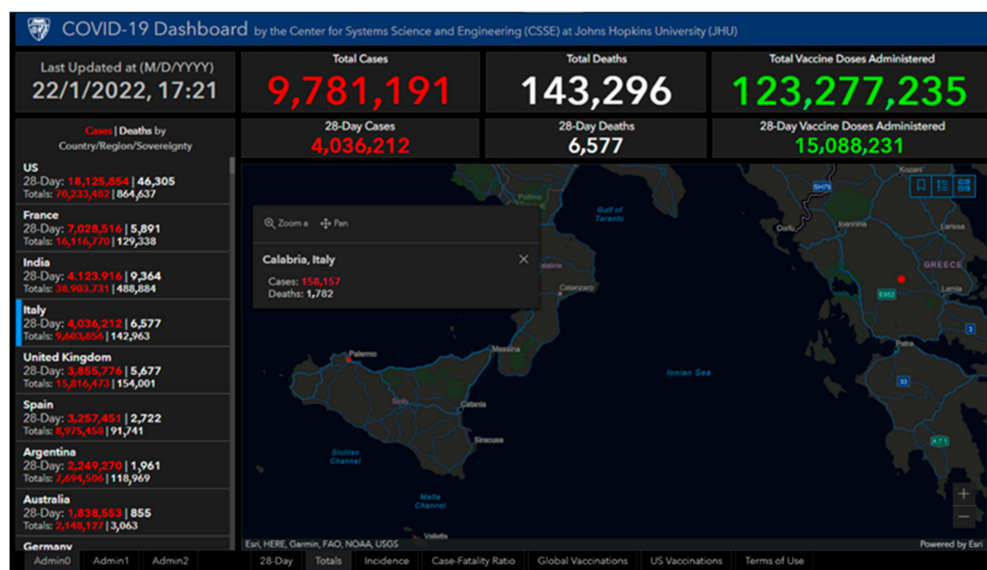 COVID-19 Dashboard by the Center for Systems Science and Engineering (CSSE) at Johns Hopkins University (JHU)
Last Updated at (M/D/YYYY)
22/1/2022, 17:21
Total Cases
9,781,191
Total Deaths
143,296
Total Vaccine Doses Administered
123,277,235
28-Day Cases
4,036,212
28-Day Deaths
6,577
28-Day Vaccine Doses Administered
15,088,231
Cases | Deaths by
Country/Region/Sovereignty
US
28-Day: 18,125,854 | 46,305
Totals: 70,233,482 | 864,637
France
28-Day: 7,028,516 | 5,891
Totals: 16,116,770 | 129,338
India
28-Day: 4.123.916 | 9,364
Totals: 38.903.731 | 488,884
Italy
28-Day: 4,036,212 | 6,577
Totals: 9,603,856 | 142,963
United Kingdom
28-Day: 3,855,776 | 5,677
Totals: 15,816,473 | 154,001
Spain
28-Day: 3,257,451 | 2,722
Totals: 8,975,458 | 91,741
Argentina
28-Day: 2,249,270 | 1,961
Totals: 7,694,506 | 118,969
Australia
28-Day: 1,838,553 | 855
Totals: 2,148,127 | 3,063
Germany
Admin0 Admin1 Admin2
Zoom a Pan
Calabria, Italy
Cases: 158,157
Deaths: 1,782
Pollino
Gulf of
Taranto
Calabria
Catanzaro
Messina
Palermo
Sicily
Catania
Siracusa
Sicilian
Channel
Malta
Channel
Valletta
Ionian Sea
SH75
Kozani
Corfu
Ioannina
Larissa
GREECE
Lamia
E952
3
Patra
33
A71
Esri, HERE, Garmin, FAO, NOAA, USGS
Powered by Esri
28-Day Totals Incidence Case-Fatality Ratio Global Vaccinations US Vaccinations Terms of Use